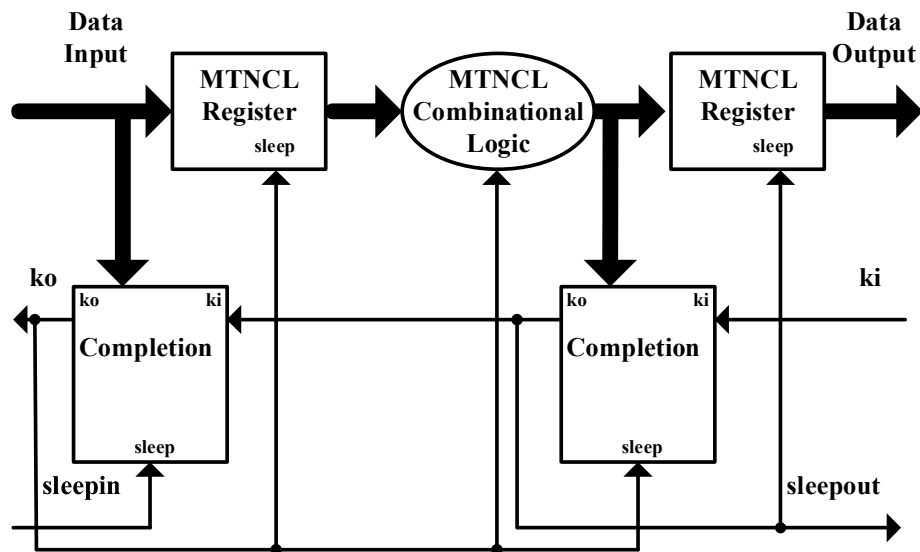 Data
Input
MTNCL
Register
sleep
MTNCL
Combinational
Logic
MTNCL
Register
sleep
Data
Output
ko
ko
ki
Completion
sleep
sleepin
ko
ki
Completion
sleep
ki
sleepout